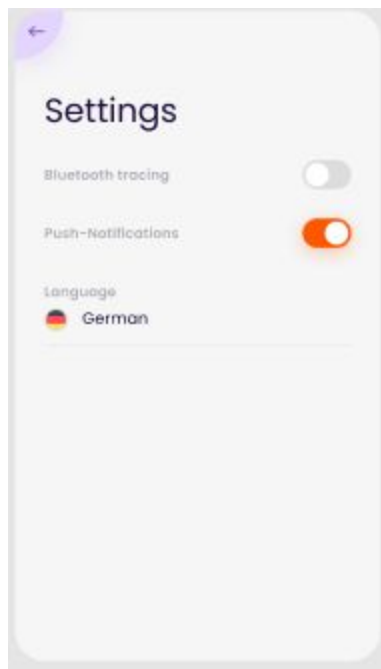 Settings
Bluetooth tracing
Push-Notifications
Language
German